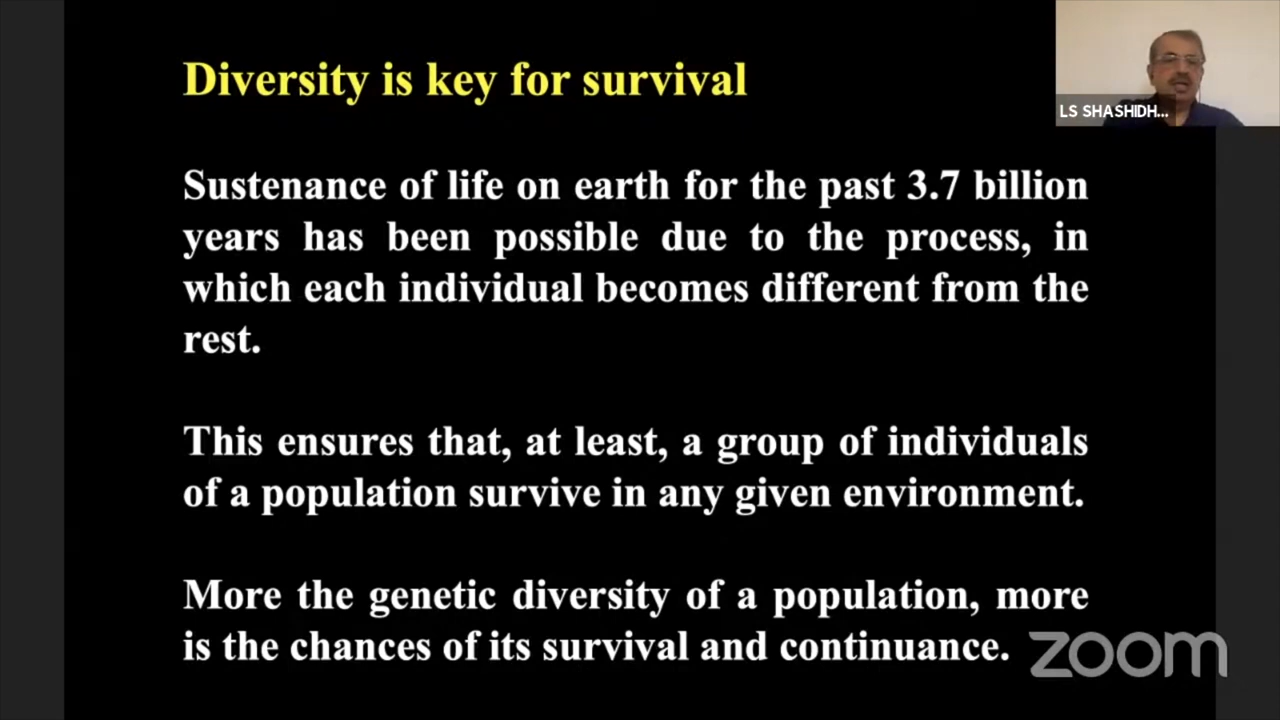 Diversity is key for survival
LS SHASHIDH...
Sustenance of life on earth for the past 3.7 billion
years has been possible due to the process, in
which each individual becomes different from the
rest.
This ensures that, at least, a group of individuals
of a population survive in any given environment.
More the genetic diversity of a population, more
is the chances of its survival and continuance.
zoom